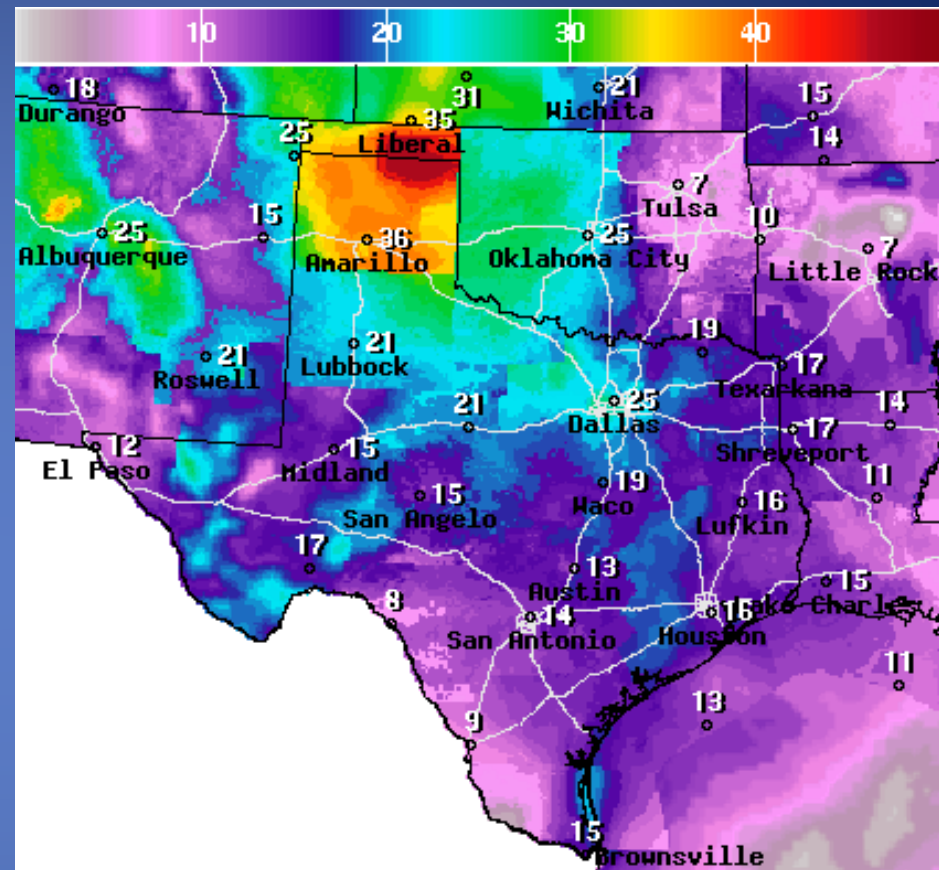 10 20 30 40
18
Durango
31
21
Wichita
15
35
Liberal
14
25
7
Tulsa
25
Albuquerque
15
36
Amarillo
25
Oklahoma City
10
7
Little Rock
21
Roswell
21
Lubbock
19
17
Texarkana
25
Dallas
21
14
17
Shreveport
12
El Paso
15
Midland
15
San Angelo
19
Waco
16
Lufkin
11
17
13
Austin
15
Lake Charles
8
14
San Antonio
16
Houston
11
13
9
15
Brownsville